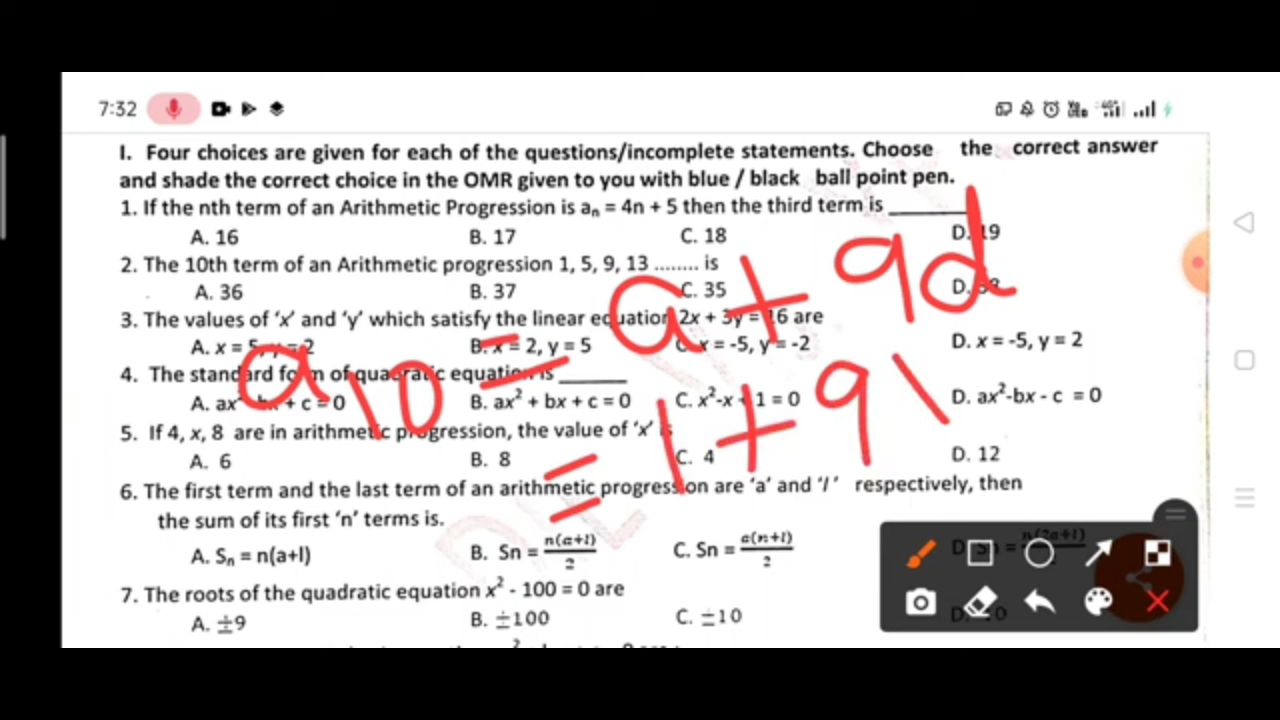 7:32
I. Four choices are given for each of the questions/incomplete statements. Choose the correct answer
and shade the correct choice in the OMR given to you with blue / black ball point pen.
1. If the nth term of an Arithmetic Progression is aₙ = 4n + 5 then the third term is ________
A. 16 B. 17 C. 18 D. 19
2. The 10th term of an Arithmetic progression 1, 5, 9, 13 ........ is
A. 36 B. 37 C. 35 D.
a + 9d
3. The values of ‘x’ and ‘y’ which satisfy the linear equation 2x + 3y = 16 are
A. x = 5, y = 2 B. x = 2, y = 5 C. x = -5, y = -2 D. x = -5, y = 2
a10 =
4. The standard form of quadratic equation is ______
A. ax² + c = 0 B. ax² + bx + c = 0 C. x²-x + 1 = 0 D. ax²-bx - c = 0
= 1 + 9
5. If 4, x, 8 are in arithmetic progression, the value of ‘x’ is
A. 6 B. 8 C. 4 D. 12
6. The first term and the last term of an arithmetic progression are ‘a’ and ‘l’ respectively, then
the sum of its first ‘n’ terms is.
A. Sₙ = n(a+l) B. Sn = n(a+l)/2 C. Sn = a(n+l)/2
7. The roots of the quadratic equation x² - 100 = 0 are
A. ±9 B. ±100 C. ±10